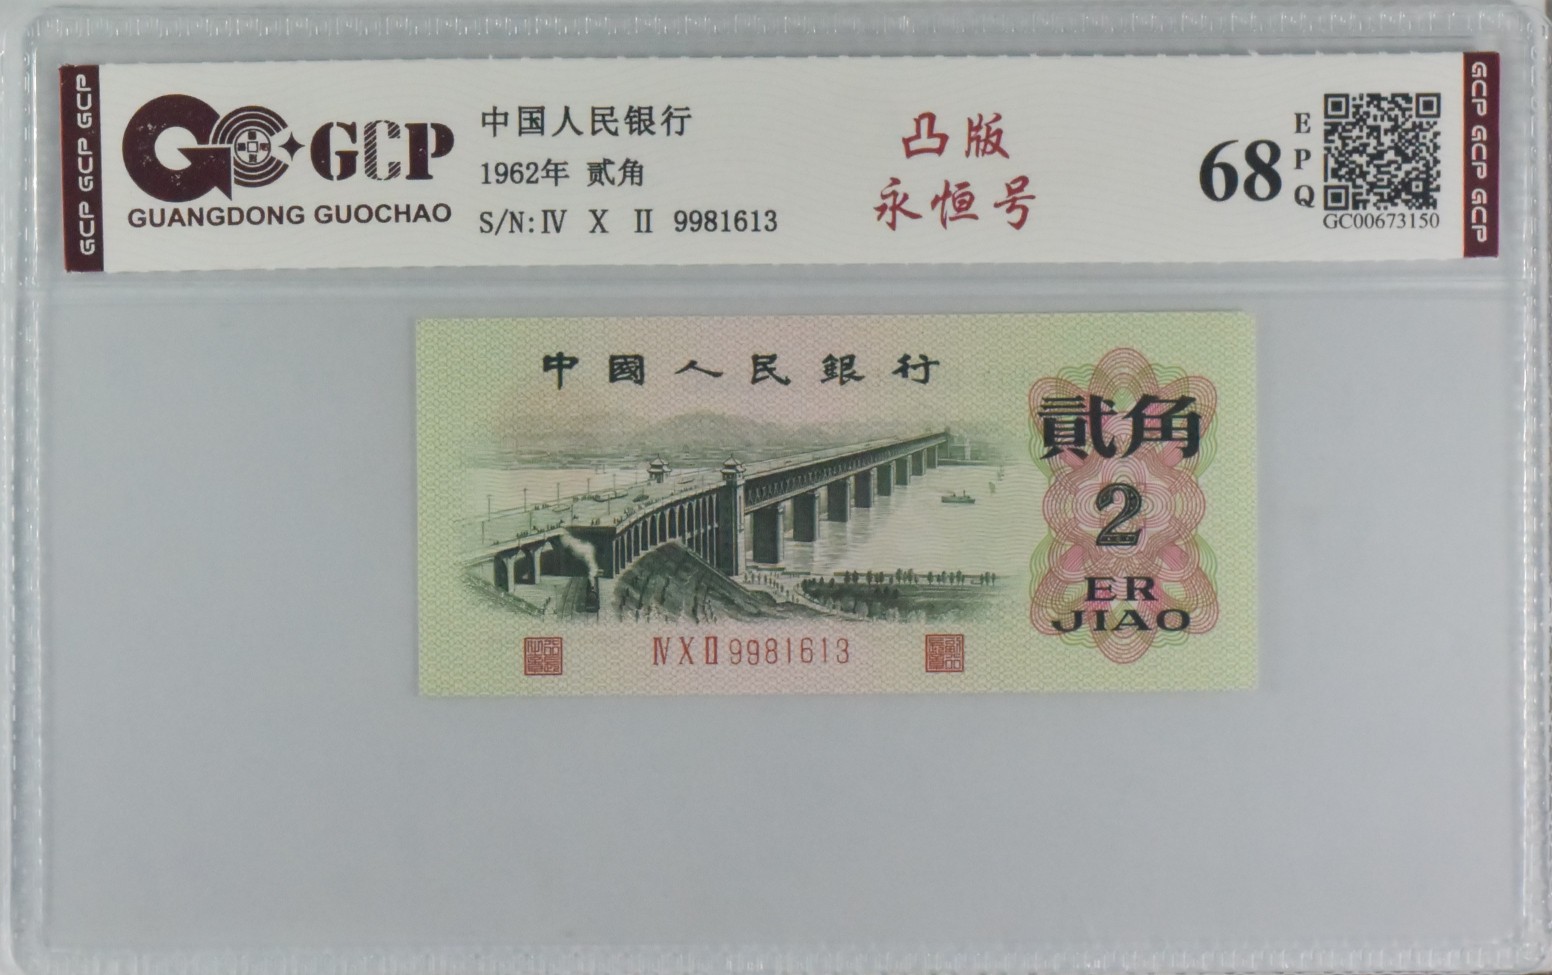 GCP GCP GCP
GCP
GUANGDONG GUOCHAO
中国人民银行
1962年 贰角
S/N:Ⅳ Ⅹ Ⅱ 9981613
凸版
永恒号
68
EPQ
GC00673150
GCP GCP GCP
中國人民銀行
貳角
2
ER
JIAO
ⅣⅩⅡ9981613